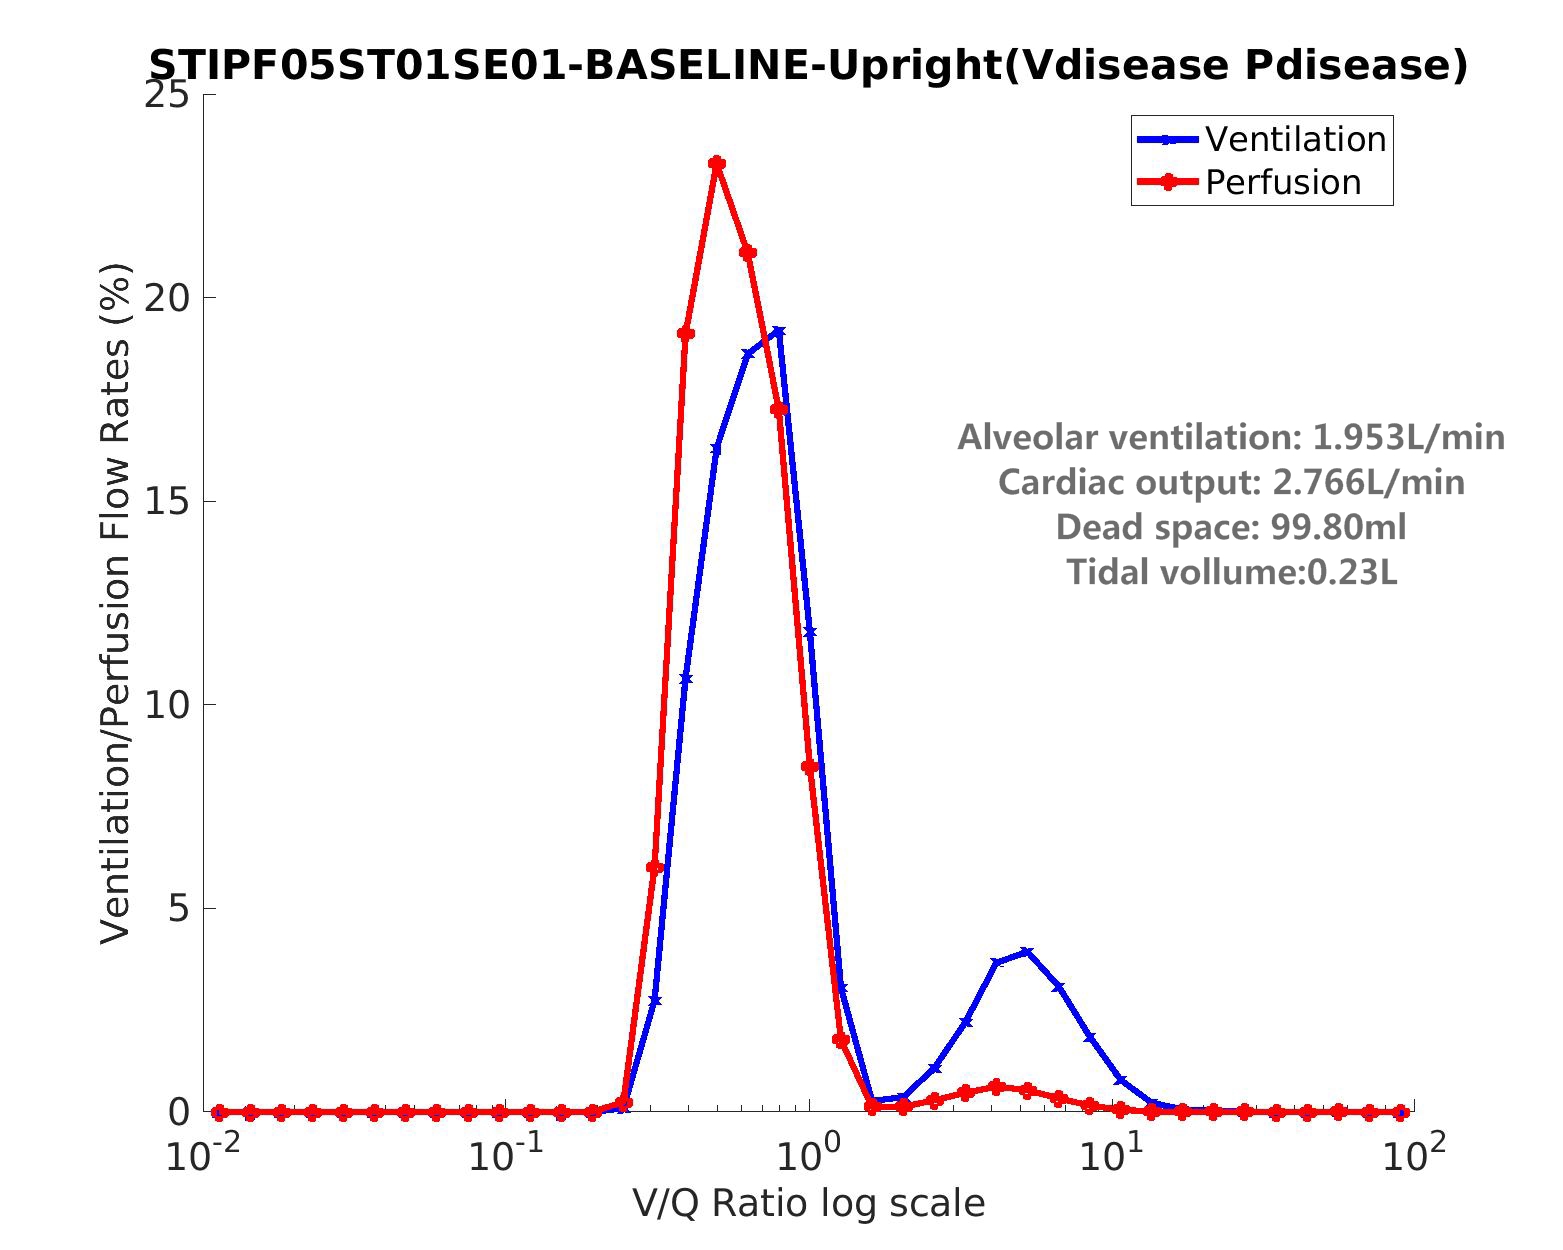 STIPF05ST01SE01-BASELINE-Upright(Vdisease Pdisease)
25
Ventilation
Perfusion
20
Alveolar ventilation: 1.953L/min
Cardiac output: 2.766L/min
15
Dead space: 99.80ml
Tidal vollume:0.23L
10
5
0
Ventilation/Perfusion Flow Rates (%)
10-2 10-1 100 101 102
V/Q Ratio log scale